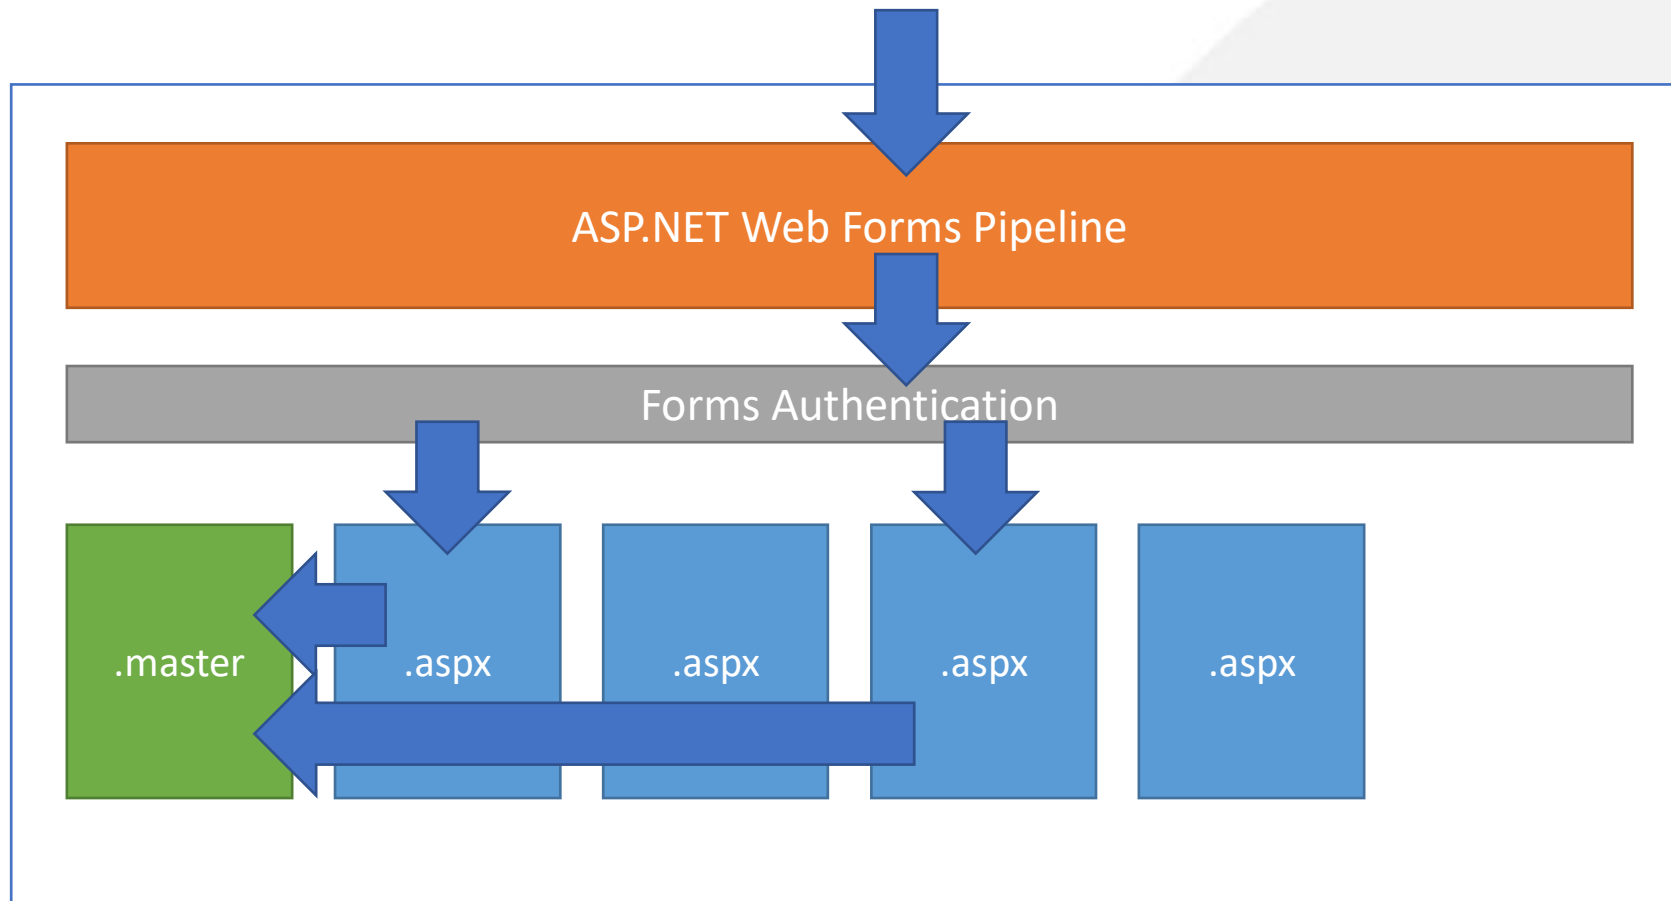 ASP.NET Web Forms Pipeline
Forms Authentication
.master
.aspx
.aspx
.aspx
.aspx